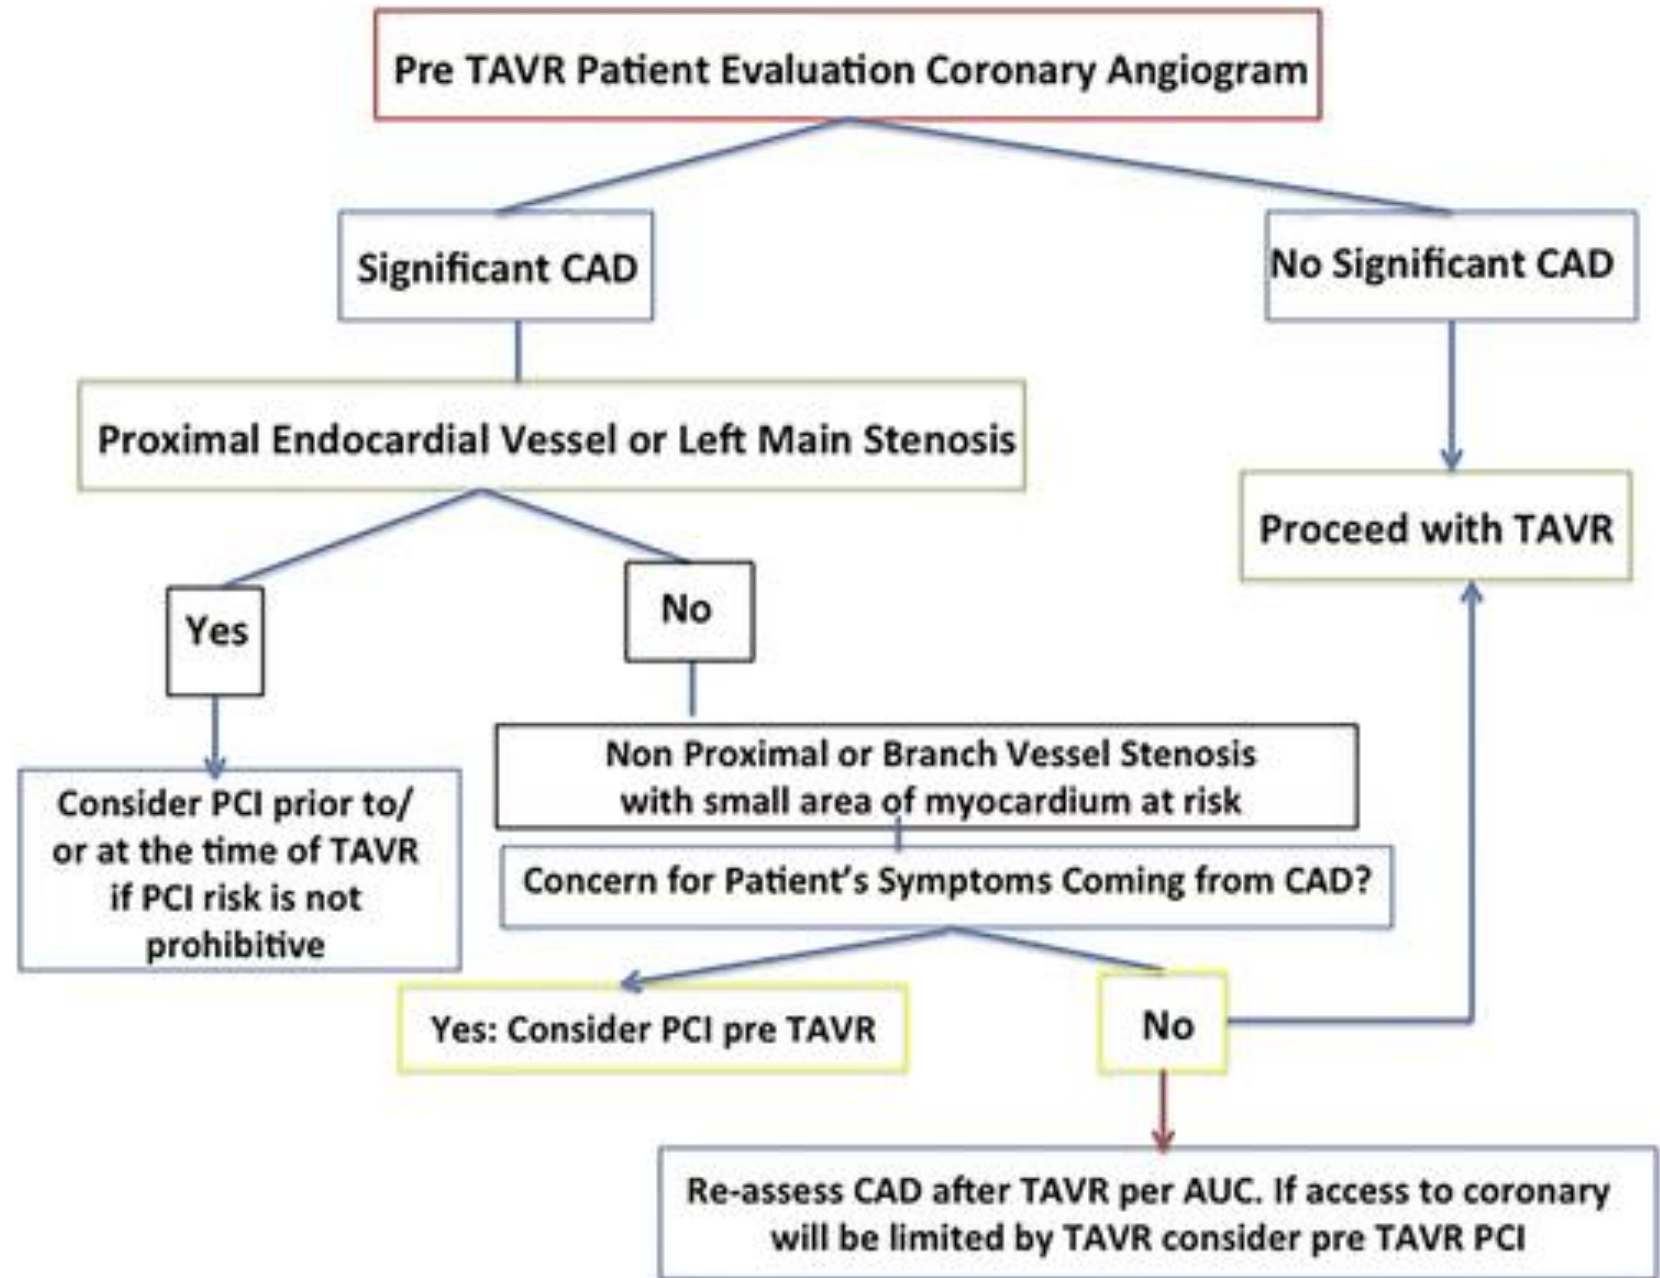 Pre TAVR Patient Evaluation Coronary Angiogram
Significant CAD
No Significant CAD
Proximal Endocardial Vessel or Left Main Stenosis
Proceed with TAVR
Yes
No
Non Proximal or Branch Vessel Stenosis
with small area of myocardium at risk
Consider PCI prior to/
or at the time of TAVR
if PCI risk is not
prohibitive
Concern for Patient's Symptoms Coming from CAD?
Yes: Consider PCI pre TAVR
No
Re-assess CAD after TAVR per AUC. If access to coronary
will be limited by TAVR consider pre TAVR PCI